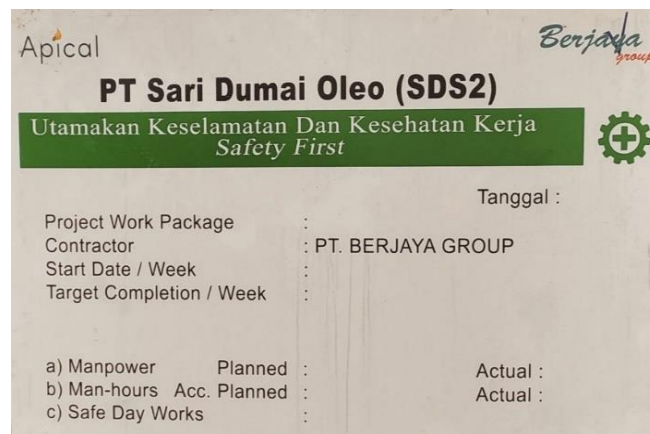 Apical
Berjaya
group
PT Sari Dumai Oleo (SDS2)
Utamakan Keselamatan Dan Kesehatan Kerja
Safety First
Tanggal :
Project Work Package :
Contractor : PT. BERJAYA GROUP
Start Date / Week :
Target Completion / Week :
a) Manpower Planned : Actual :
b) Man-hours Acc. Planned : Actual :
c) Safe Day Works :